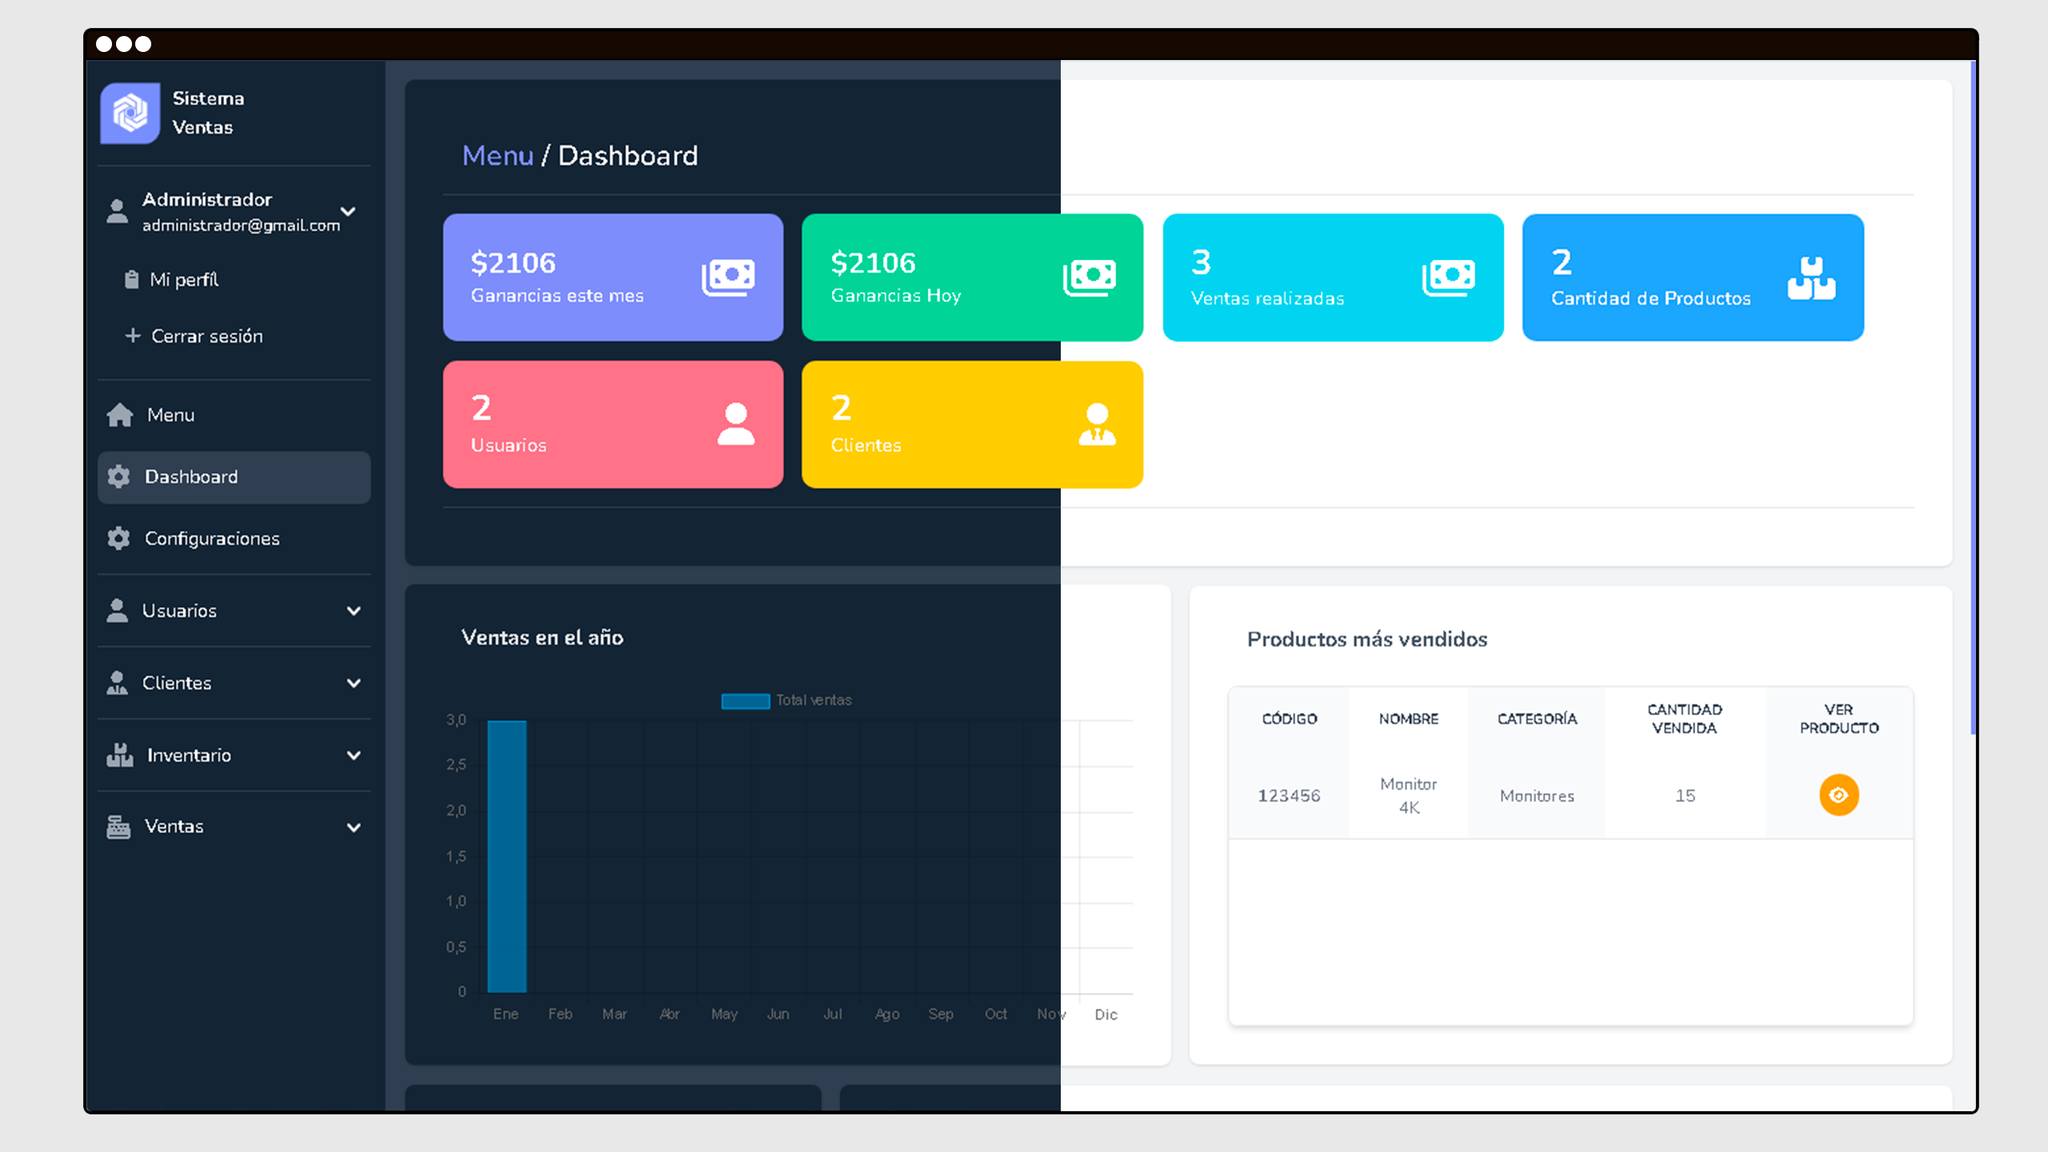 Sistema
Ventas
Administrador
administrador@gmail.com
Mi perfíl
Cerrar sesión
Menu
Dashboard
Configuraciones
Usuarios
Clientes
Inventario
Ventas
Menu / Dashboard
$2106
Ganancias este mes
$2106
Ganancias Hoy
3
Ventas realizadas
2
Cantidad de Productos
2
Usuarios
2
Clientes
Ventas en el año
Total ventas
3,0
2,5
2,0
1,5
1,0
0,5
0
Ene Feb Mar Abr May Jun Jul Ago Sep Oct Nov Dic
Productos más vendidos
CÓDIGO NOMBRE CATEGORÍA CANTIDAD VENDIDA VER PRODUCTO
123456 Monitor 4K Monitores 15